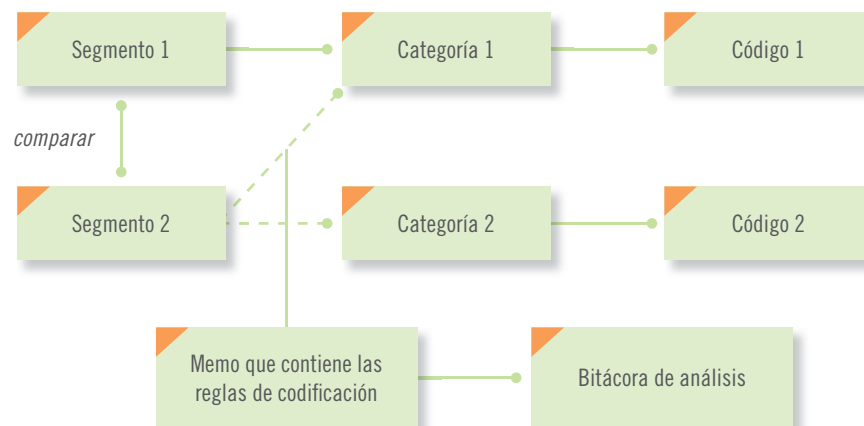 Segmento 1
Categoría 1
Código 1
comparar
Segmento 2
Categoría 2
Código 2
Memo que contiene las
reglas de codificación
Bitácora de análisis